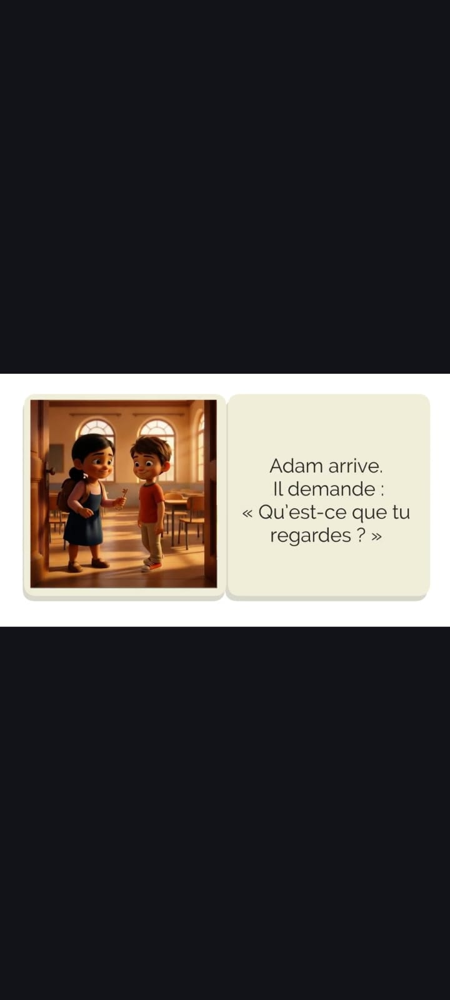 Adam arrive.
Il demande :
« Qu'est-ce que tu
regardes ? »